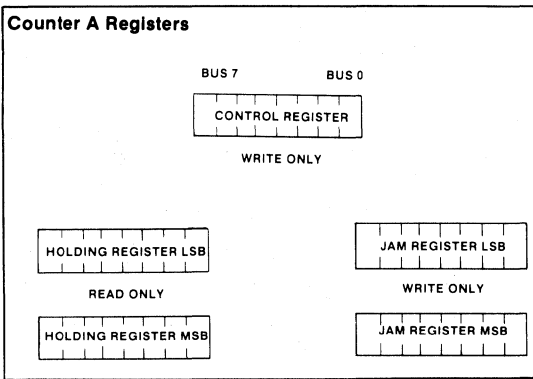 Counter A Registers
BUS 7 BUS 0
CONTROL REGISTER
WRITE ONLY
HOLDING REGISTER LSB JAM REGISTER LSB
READ ONLY WRITE ONLY
HOLDING REGISTER MSB JAM REGISTER MSB